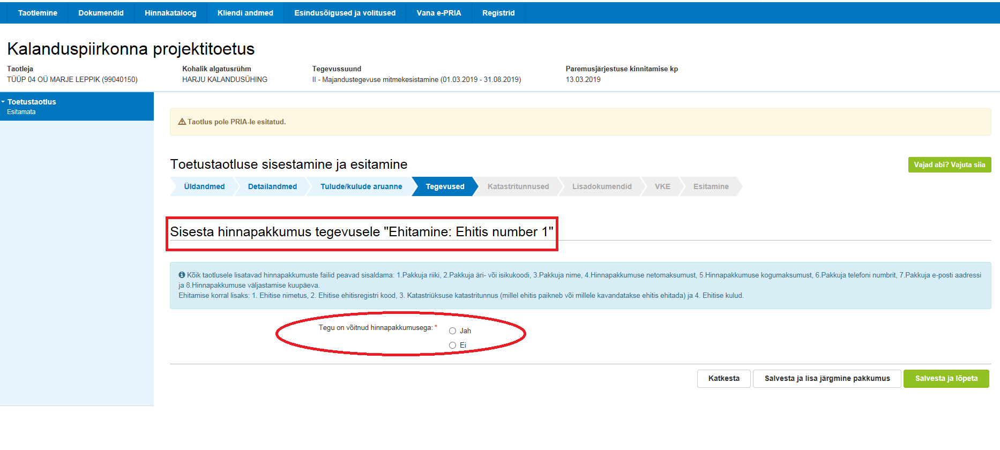 Taotlemine Dokumendid Hinnakataloog Kliendi andmed Esindusõigused ja volitused Vana e-PRIA Registrid
Kalanduspiirkonna projektitoetus
Taotleja Kohalik algatusrühm Tegevussuund Paremusjärjestuse kinnitamise kp
TÜÜP 04 OÜ MARJE LEPPIK (99040150) HARJU KALANDUSÜHING II - Majandustegevuse mitmekesistamine (01.03.2019 - 31.08.2019) 13.03.2019
Toetustaotlus
Esitamata
Taotlus pole PRIA-le esitatud.
Toetustaotluse sisestamine ja esitamine
Vajad abi? Vajuta siia
Üldandmed Detailandmed Tulude/kulude aruanne Tegevused Katastritunnused Lisadokumendid VKE Esitamine
Sisesta hinnapakkumus tegevusele "Ehitamine: Ehitis number 1"
Kõik taotlusele lisatavad hinnapakkumuste failid peavad sisaldama: 1.Pakkuja riiki, 2.Pakkuja äri- või isikukoodi, 3.Pakkuja nime, 4.Hinnapakkumuse netomaksumust, 5.Hinnapakkumuse kogumaksumust, 6.Pakkuja telefoni numbrit, 7.Pakkuja e-posti aadressi
ja 8.Hinnapakkumuse väljastamise kuupäeva.
Ehitamise korral lisaks: 1. Ehitise nimetus, 2. Ehitise ehitisregistri kood, 3. Katastriüksuse katastritunnus (millel ehitis paikneb või millele kavandatakse ehitis ehitada) ja 4. Ehitise kulud.
Tegu on võitnud hinnapakkumusega: * Jah
Ei
Katkesta Salvesta ja lisa järgmine pakkumus Salvesta ja lõpeta